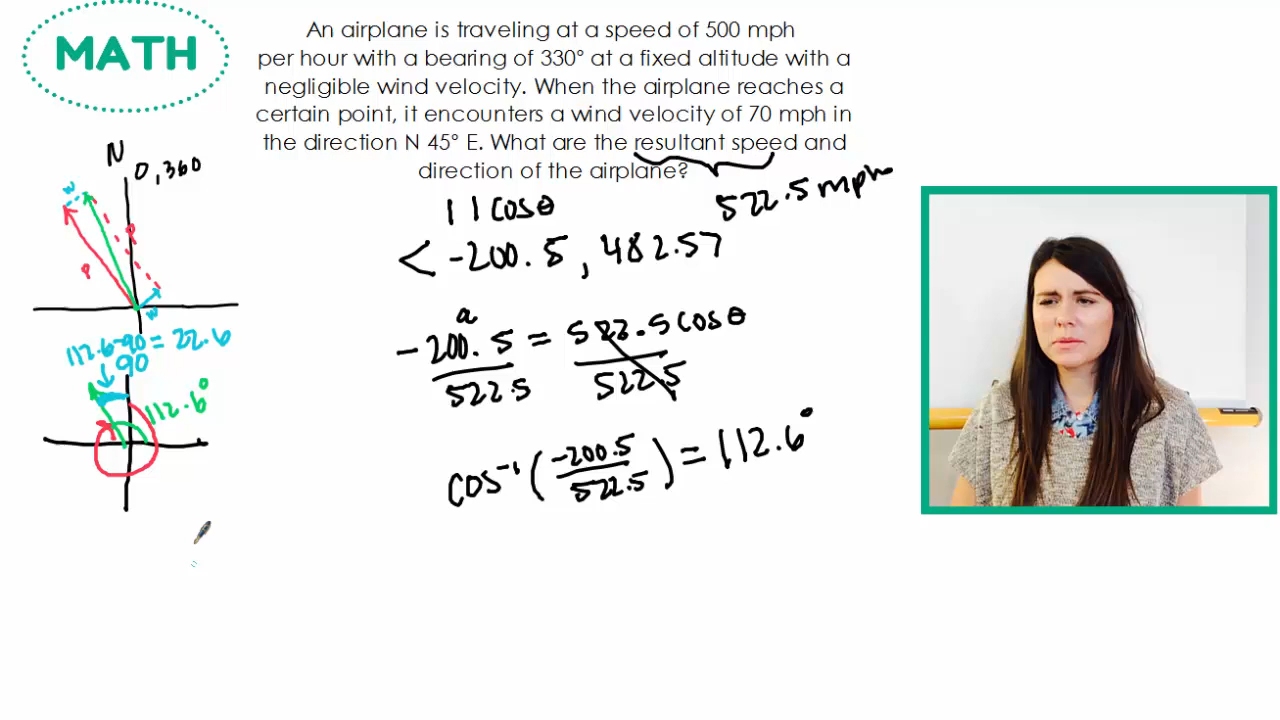 MATH
An airplane is traveling at a speed of 500 mph
per hour with a bearing of 330° at a fixed altitude with a
negligible wind velocity. When the airplane reaches a
certain point, it encounters a wind velocity of 70 mph in
the direction N 45° E. What are the resultant speed and
direction of the airplane?
522.5 mph
N
0,360
| | cosθ
< -200.5, 482.57
w
P
P
w
a
-200.5 = 522.5 cosθ
522.5 522.5
112.6-90 = 22.6
90
112.6°
cos⁻¹ ( -200.5 / 522.5 ) = 112.6°